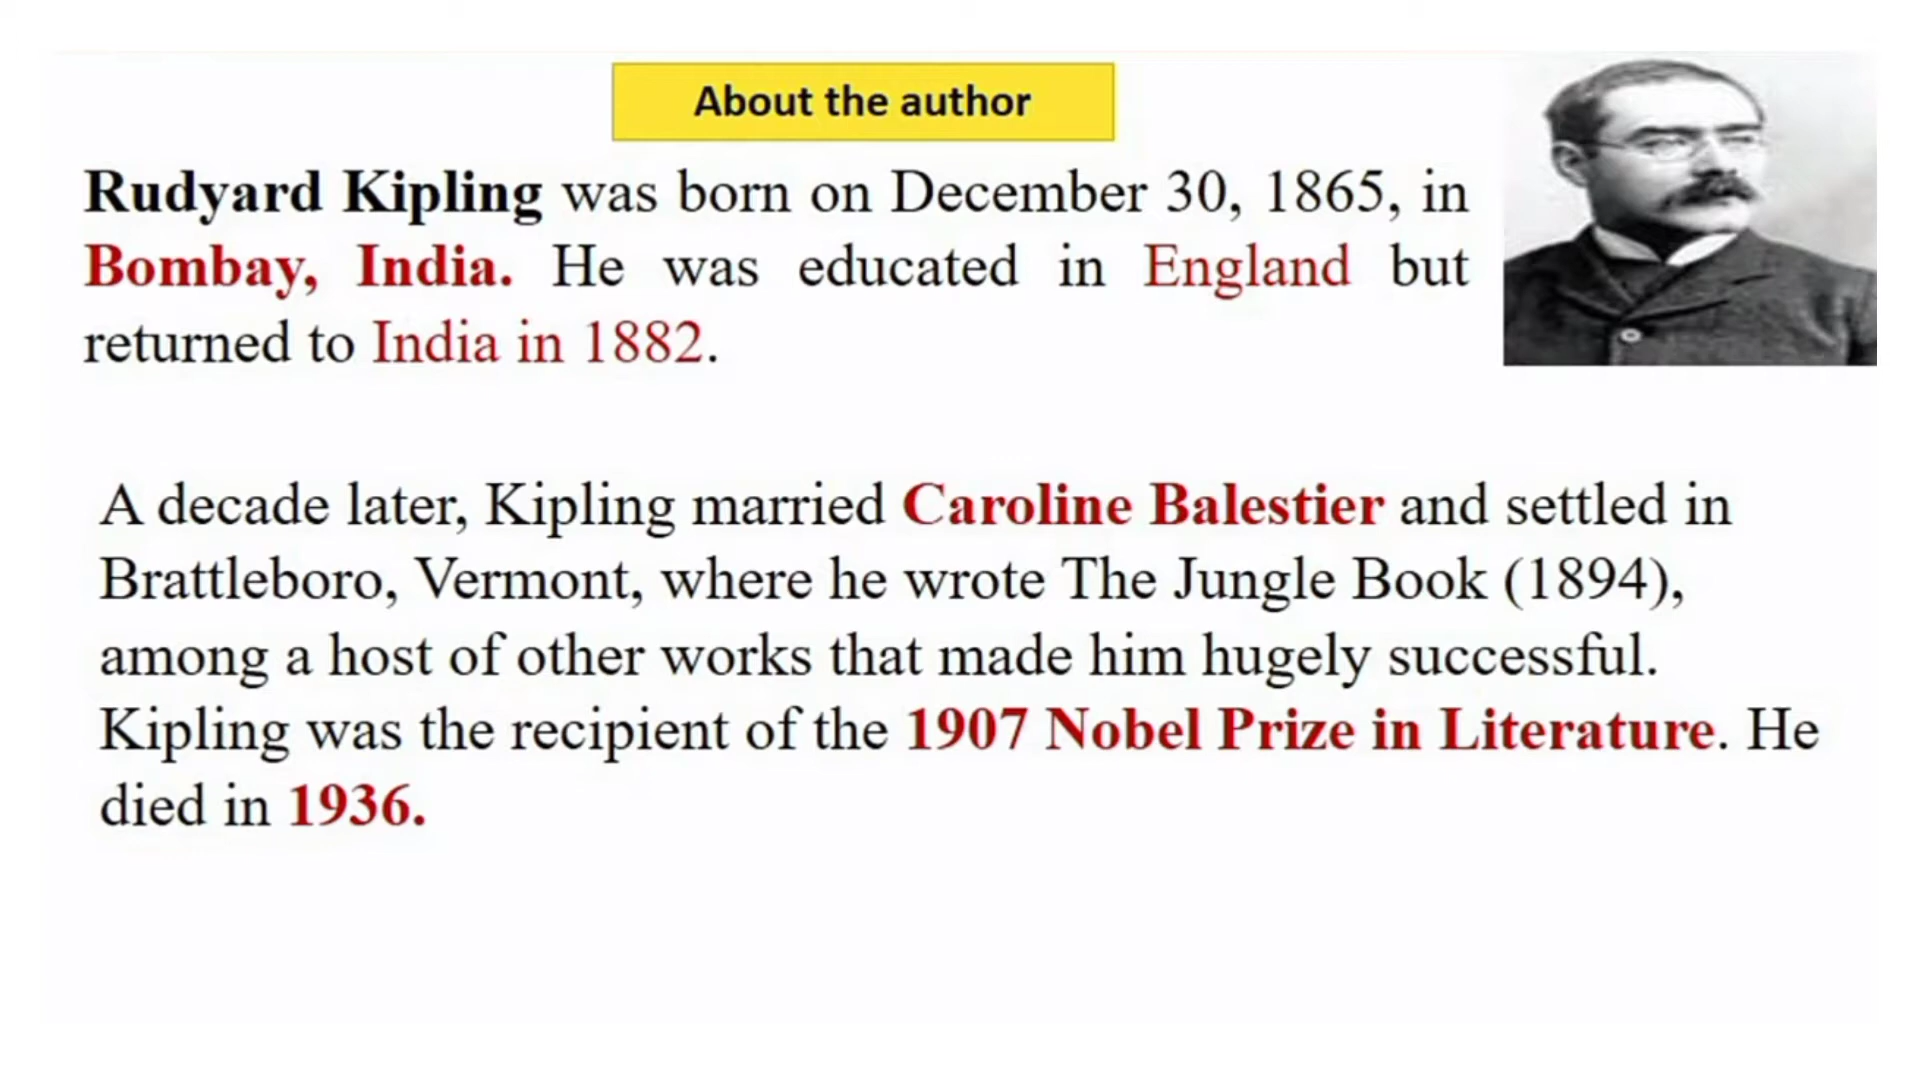 About the author
Rudyard Kipling was born on December 30, 1865, in
Bombay, India. He was educated in England but
returned to India in 1882.
A decade later, Kipling married Caroline Balestier and settled in
Brattleboro, Vermont, where he wrote The Jungle Book (1894),
among a host of other works that made him hugely successful.
Kipling was the recipient of the 1907 Nobel Prize in Literature. He
died in 1936.